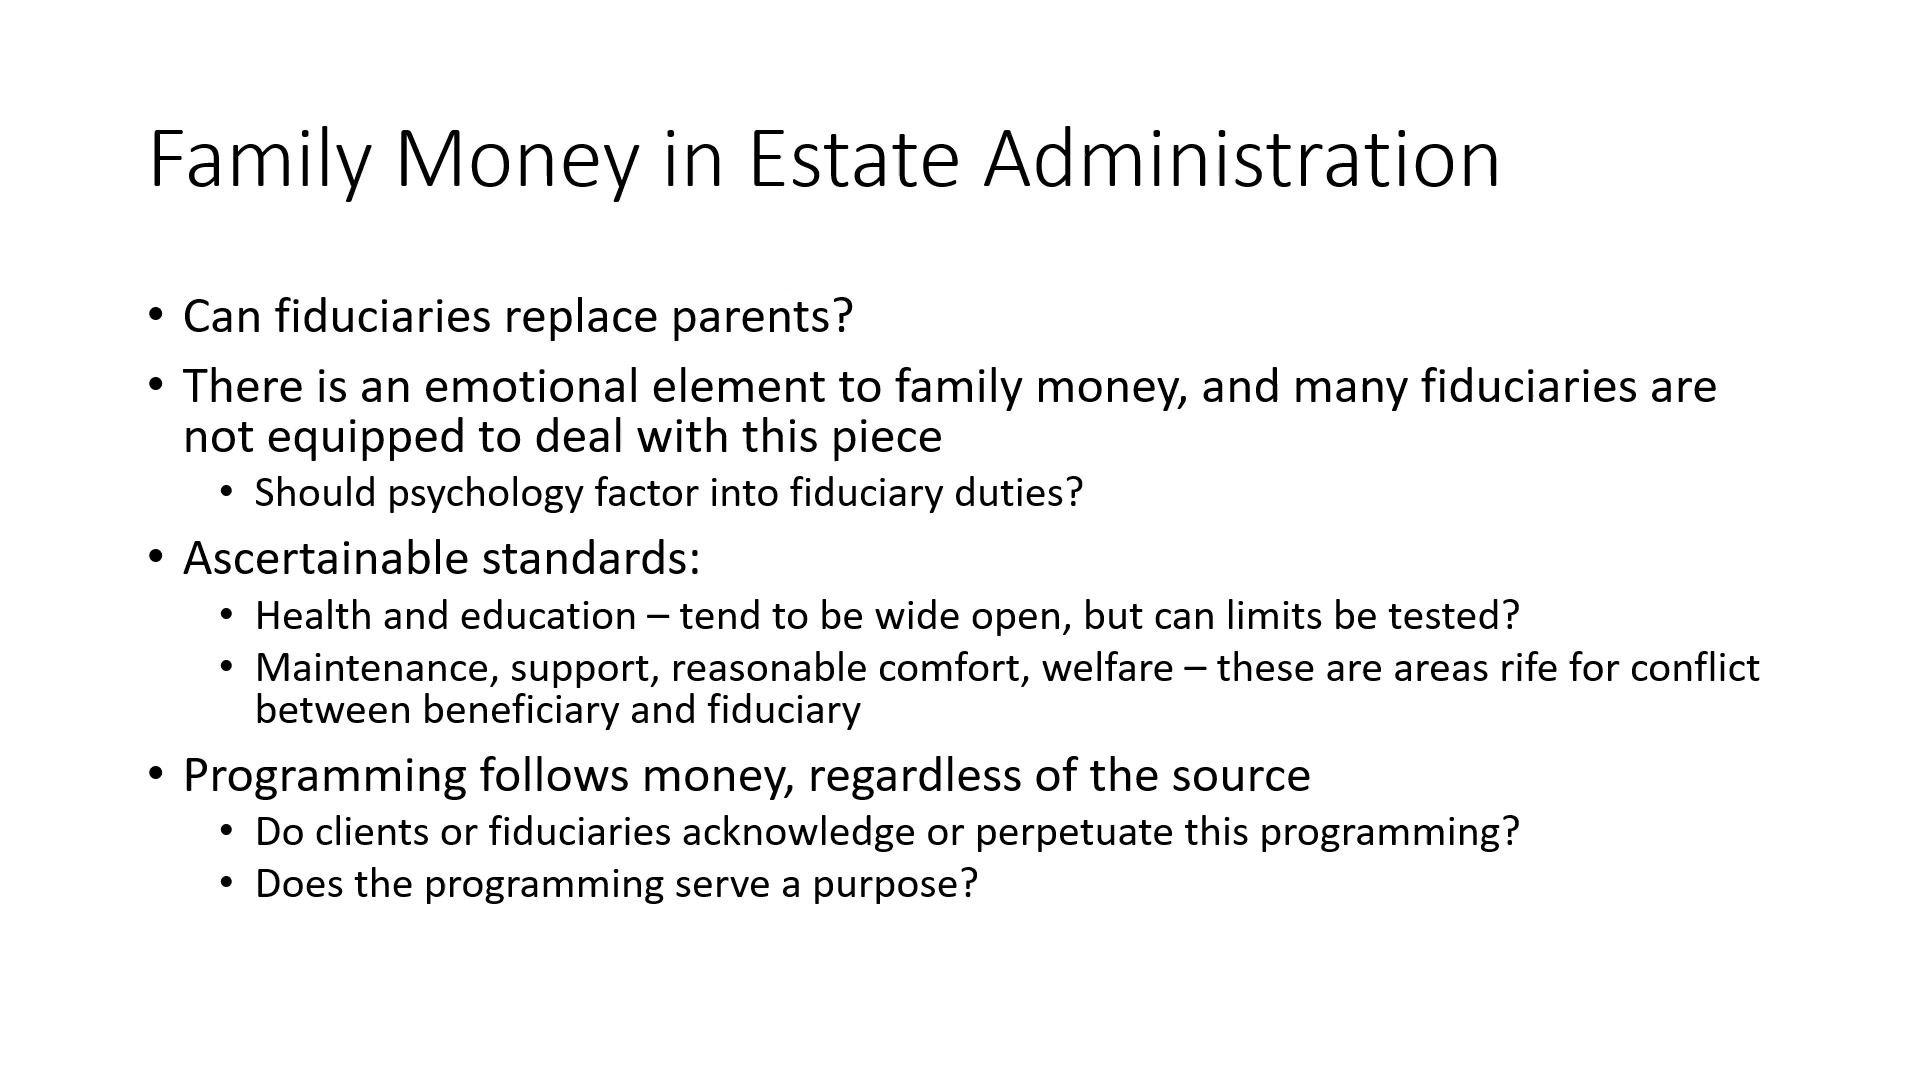 Family Money in Estate Administration
• Can fiduciaries replace parents?
• There is an emotional element to family money, and many fiduciaries are
not equipped to deal with this piece
• Should psychology factor into fiduciary duties?
• Ascertainable standards:
• Health and education – tend to be wide open, but can limits be tested?
• Maintenance, support, reasonable comfort, welfare – these are areas rife for conflict
between beneficiary and fiduciary
• Programming follows money, regardless of the source
• Do clients or fiduciaries acknowledge or perpetuate this programming?
• Does the programming serve a purpose?